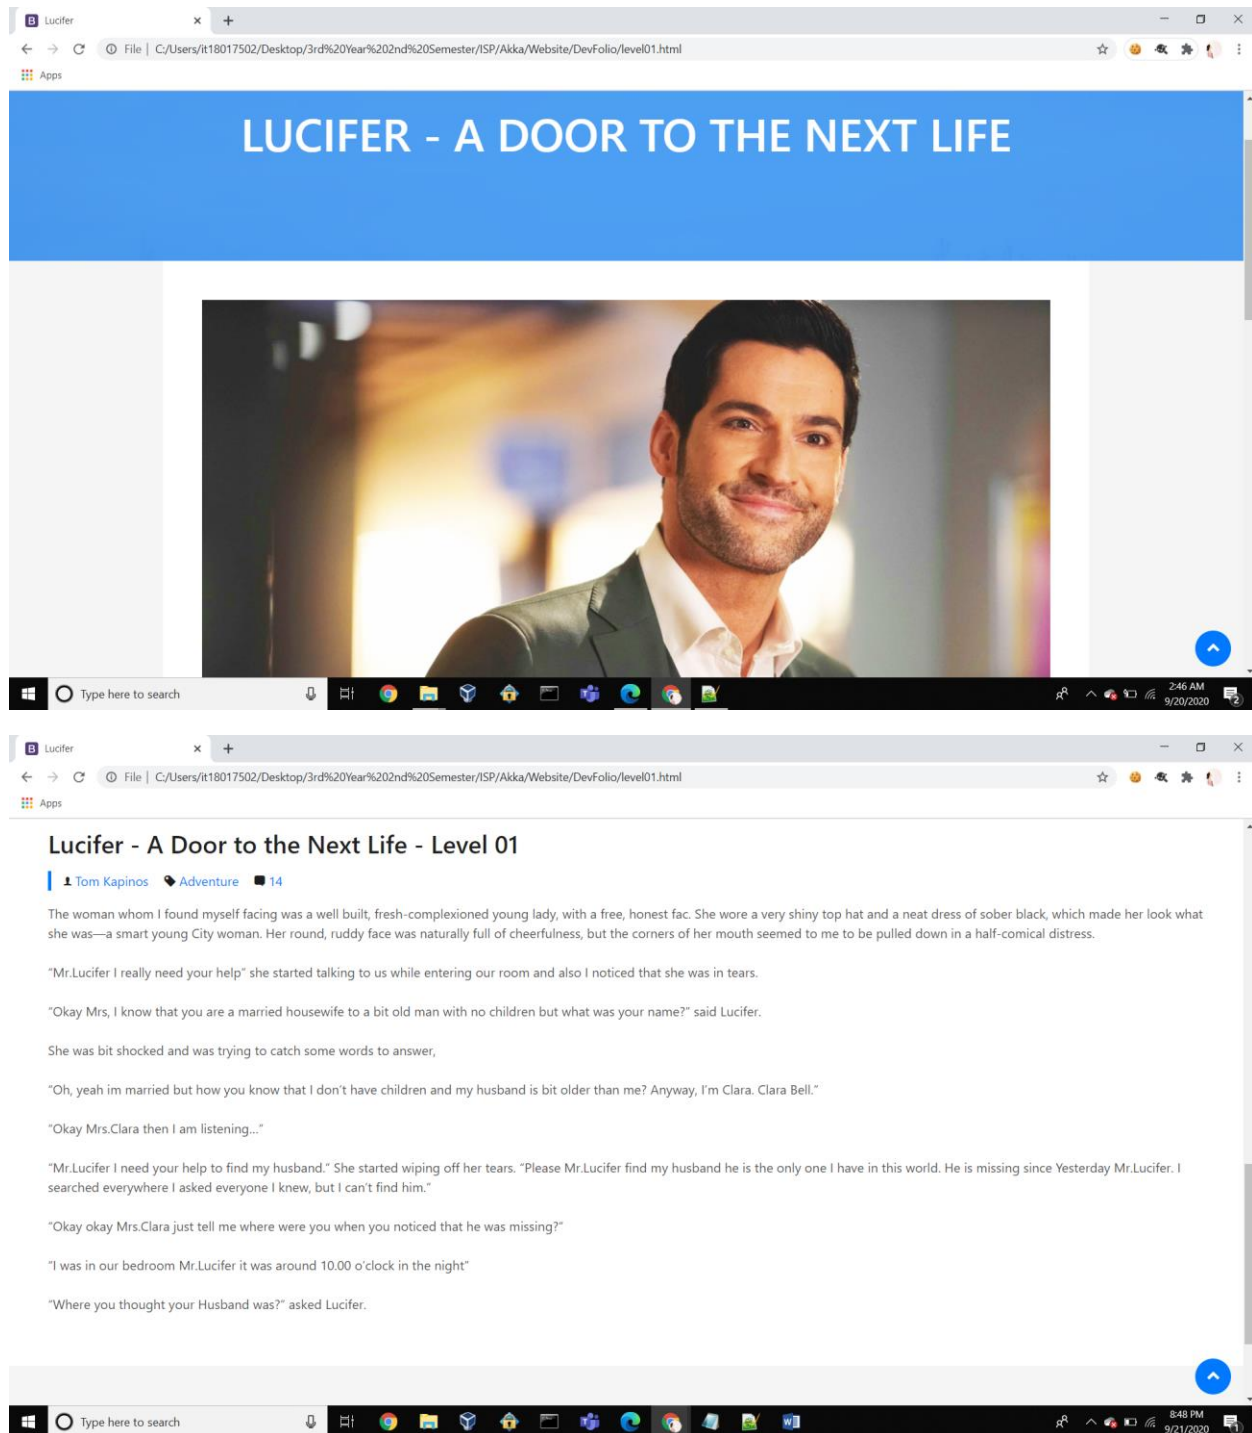 Lucifer
File | C:/Users/it18017502/Desktop/3rd%20Year%202nd%20Semester/ISP/Akka/Website/DevFolio/level01.html
Apps
LUCIFER - A DOOR TO THE NEXT LIFE
Type here to search
2:46 AM
9/20/2020
2
Lucifer
File | C:/Users/it18017502/Desktop/3rd%20Year%202nd%20Semester/ISP/Akka/Website/DevFolio/level01.html
Apps
Lucifer - A Door to the Next Life - Level 01
Tom Kapinos Adventure 14
The woman whom I found myself facing was a well built, fresh-complexioned young lady, with a free, honest fac. She wore a very shiny top hat and a neat dress of sober black, which made her look what
she was—a smart young City woman. Her round, ruddy face was naturally full of cheerfulness, but the corners of her mouth seemed to me to be pulled down in a half-comical distress.
“Mr.Lucifer I really need your help” she started talking to us while entering our room and also I noticed that she was in tears.
“Okay Mrs, I know that you are a married housewife to a bit old man with no children but what was your name?” said Lucifer.
She was bit shocked and was trying to catch some words to answer,
“Oh, yeah im married but how you know that I don’t have children and my husband is bit older than me? Anyway, I’m Clara. Clara Bell.”
“Okay Mrs.Clara then I am listening...”
“Mr.Lucifer I need your help to find my husband.” She started wiping off her tears. “Please Mr.Lucifer find my husband he is the only one I have in this world. He is missing since Yesterday Mr.Lucifer. I
searched everywhere I asked everyone I knew, but I can’t find him.”
“Okay okay Mrs.Clara just tell me where were you when you noticed that he was missing?”
“I was in our bedroom Mr.Lucifer it was around 10.00 o’clock in the night”
“Where you thought your Husband was?” asked Lucifer.
Type here to search
8:48 PM
9/21/2020
1